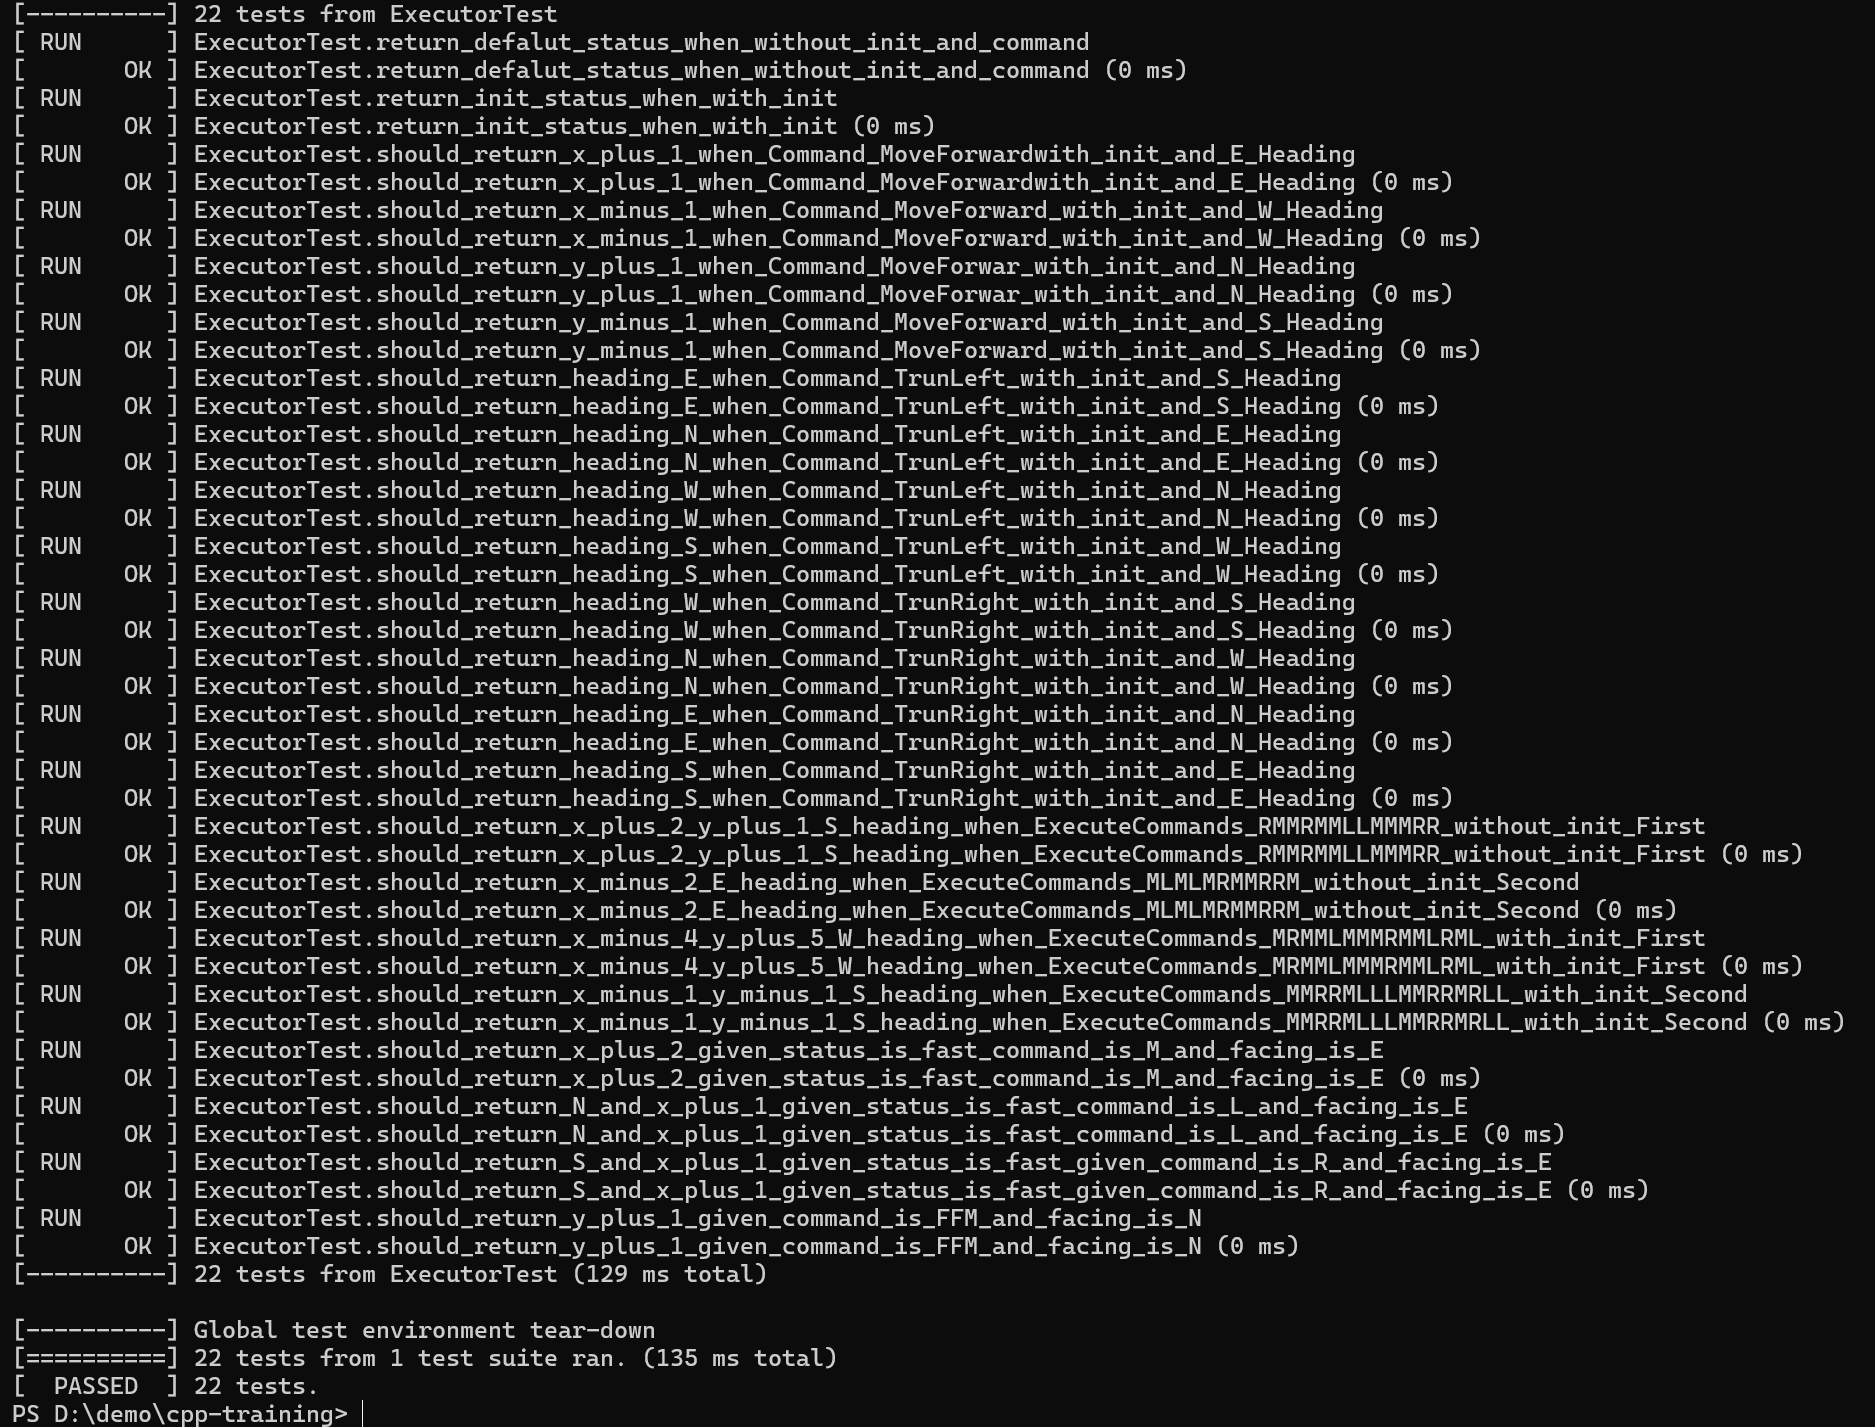 [----------] 22 tests from ExecutorTest
[ RUN      ] ExecutorTest.return_defalut_status_when_without_init_and_command
[       OK ] ExecutorTest.return_defalut_status_when_without_init_and_command (0 ms)
[ RUN      ] ExecutorTest.return_init_status_when_with_init
[       OK ] ExecutorTest.return_init_status_when_with_init (0 ms)
[ RUN      ] ExecutorTest.should_return_x_plus_1_when_Command_MoveForwardwith_init_and_E_Heading
[       OK ] ExecutorTest.should_return_x_plus_1_when_Command_MoveForwardwith_init_and_E_Heading (0 ms)
[ RUN      ] ExecutorTest.should_return_x_minus_1_when_Command_MoveForward_with_init_and_W_Heading
[       OK ] ExecutorTest.should_return_x_minus_1_when_Command_MoveForward_with_init_and_W_Heading (0 ms)
[ RUN      ] ExecutorTest.should_return_y_plus_1_when_Command_MoveForwar_with_init_and_N_Heading
[       OK ] ExecutorTest.should_return_y_plus_1_when_Command_MoveForwar_with_init_and_N_Heading (0 ms)
[ RUN      ] ExecutorTest.should_return_y_minus_1_when_Command_MoveForward_with_init_and_S_Heading
[       OK ] ExecutorTest.should_return_y_minus_1_when_Command_MoveForward_with_init_and_S_Heading (0 ms)
[ RUN      ] ExecutorTest.should_return_heading_E_when_Command_TrunLeft_with_init_and_S_Heading
[       OK ] ExecutorTest.should_return_heading_E_when_Command_TrunLeft_with_init_and_S_Heading (0 ms)
[ RUN      ] ExecutorTest.should_return_heading_N_when_Command_TrunLeft_with_init_and_E_Heading
[       OK ] ExecutorTest.should_return_heading_N_when_Command_TrunLeft_with_init_and_E_Heading (0 ms)
[ RUN      ] ExecutorTest.should_return_heading_W_when_Command_TrunLeft_with_init_and_N_Heading
[       OK ] ExecutorTest.should_return_heading_W_when_Command_TrunLeft_with_init_and_N_Heading (0 ms)
[ RUN      ] ExecutorTest.should_return_heading_S_when_Command_TrunLeft_with_init_and_W_Heading
[       OK ] ExecutorTest.should_return_heading_S_when_Command_TrunLeft_with_init_and_W_Heading (0 ms)
[ RUN      ] ExecutorTest.should_return_heading_W_when_Command_TrunRight_with_init_and_S_Heading
[       OK ] ExecutorTest.should_return_heading_W_when_Command_TrunRight_with_init_and_S_Heading (0 ms)
[ RUN      ] ExecutorTest.should_return_heading_N_when_Command_TrunRight_with_init_and_W_Heading
[       OK ] ExecutorTest.should_return_heading_N_when_Command_TrunRight_with_init_and_W_Heading (0 ms)
[ RUN      ] ExecutorTest.should_return_heading_E_when_Command_TrunRight_with_init_and_N_Heading
[       OK ] ExecutorTest.should_return_heading_E_when_Command_TrunRight_with_init_and_N_Heading (0 ms)
[ RUN      ] ExecutorTest.should_return_heading_S_when_Command_TrunRight_with_init_and_E_Heading
[       OK ] ExecutorTest.should_return_heading_S_when_Command_TrunRight_with_init_and_E_Heading (0 ms)
[ RUN      ] ExecutorTest.should_return_x_plus_2_y_plus_1_S_heading_when_ExecuteCommands_RMMRMMLLMMMRR_without_init_First
[       OK ] ExecutorTest.should_return_x_plus_2_y_plus_1_S_heading_when_ExecuteCommands_RMMRMMLLMMMRR_without_init_First (0 ms)
[ RUN      ] ExecutorTest.should_return_x_minus_2_E_heading_when_ExecuteCommands_MLMLMRMMRRM_without_init_Second
[       OK ] ExecutorTest.should_return_x_minus_2_E_heading_when_ExecuteCommands_MLMLMRMMRRM_without_init_Second (0 ms)
[ RUN      ] ExecutorTest.should_return_x_minus_4_y_plus_5_W_heading_when_ExecuteCommands_MRMMLMMMRMMLRML_with_init_First
[       OK ] ExecutorTest.should_return_x_minus_4_y_plus_5_W_heading_when_ExecuteCommands_MRMMLMMMRMMLRML_with_init_First (0 ms)
[ RUN      ] ExecutorTest.should_return_x_minus_1_y_minus_1_S_heading_when_ExecuteCommands_MMRRMLLLMMRRMRLL_with_init_Second
[       OK ] ExecutorTest.should_return_x_minus_1_y_minus_1_S_heading_when_ExecuteCommands_MMRRMLLLMMRRMRLL_with_init_Second (0 ms)
[ RUN      ] ExecutorTest.should_return_x_plus_2_given_status_is_fast_command_is_M_and_facing_is_E
[       OK ] ExecutorTest.should_return_x_plus_2_given_status_is_fast_command_is_M_and_facing_is_E (0 ms)
[ RUN      ] ExecutorTest.should_return_N_and_x_plus_1_given_status_is_fast_command_is_L_and_facing_is_E
[       OK ] ExecutorTest.should_return_N_and_x_plus_1_given_status_is_fast_command_is_L_and_facing_is_E (0 ms)
[ RUN      ] ExecutorTest.should_return_S_and_x_plus_1_given_status_is_fast_given_command_is_R_and_facing_is_E
[       OK ] ExecutorTest.should_return_S_and_x_plus_1_given_status_is_fast_given_command_is_R_and_facing_is_E (0 ms)
[ RUN      ] ExecutorTest.should_return_y_plus_1_given_command_is_FFM_and_facing_is_N
[       OK ] ExecutorTest.should_return_y_plus_1_given_command_is_FFM_and_facing_is_N (0 ms)
[----------] 22 tests from ExecutorTest (129 ms total)

[----------] Global test environment tear-down
[==========] 22 tests from 1 test suite ran. (135 ms total)
[  PASSED  ] 22 tests.
PS D:\demo\cpp-training>